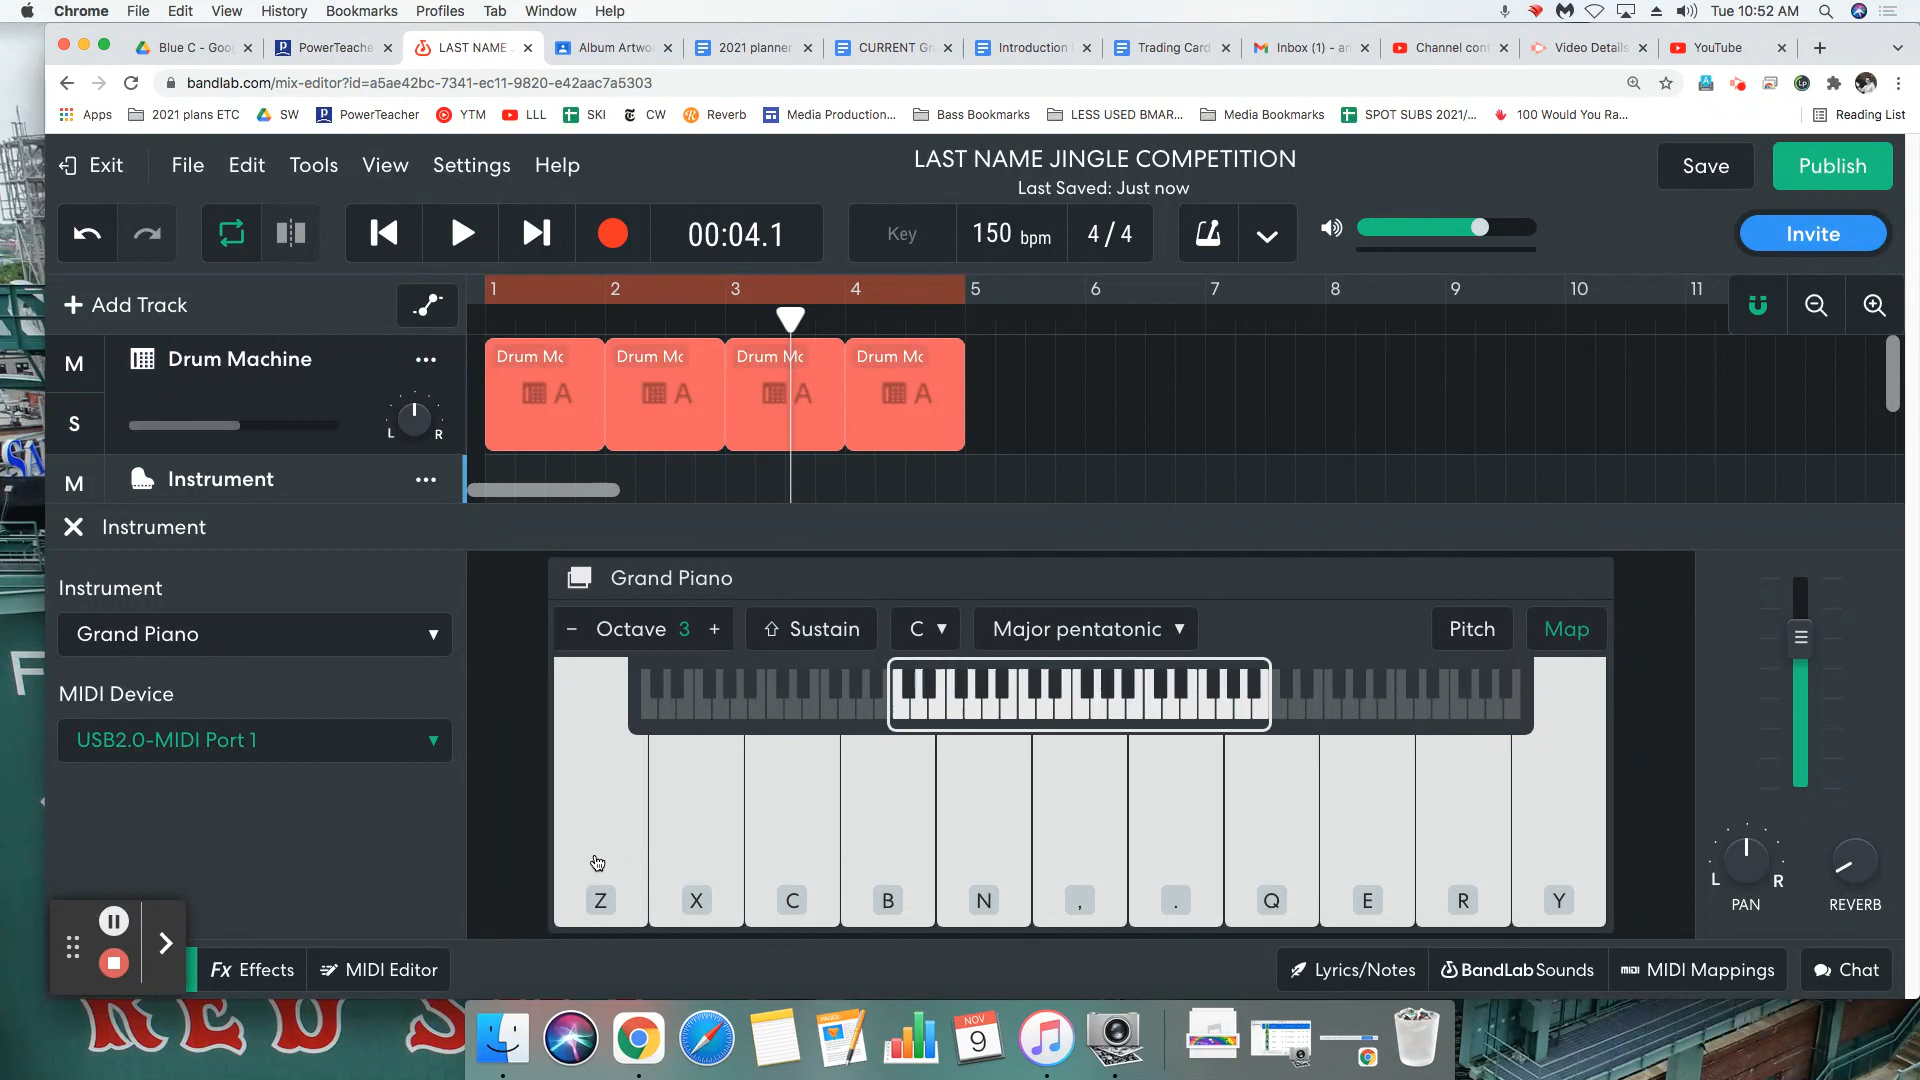 Chrome File Edit View History Bookmarks Profiles Tab Window Help Tue 10:52 AM
Blue C - Goo PowerTeache LAST NAME Album Artwo 2021 planner CURRENT Gr Introduction Trading Card Inbox (1) - an Channel con Video Details YouTube
bandlab.com/mix-editor?id=a5ae42bc-7341-ec11-9820-e42aac7a5303
Apps 2021 plans ETC SW PowerTeacher YTM LLL SKI CW Reverb Media Production... Bass Bookmarks LESS USED BMAR... Media Bookmarks SPOT SUBS 2021/... 100 Would You Ra... Reading List
Exit File Edit Tools View Settings Help LAST NAME JINGLE COMPETITION Save Publish
Last Saved: Just now
00:04.1 Key 150 bpm 4 / 4 Invite
+ Add Track 1 2 3 4 5 6 7 8 9 10 11
M Drum Machine ... Drum Mc Drum Mc Drum Mc Drum Mc
A A A A
S L R
M Instrument ...
Instrument
Instrument Grand Piano
Grand Piano - Octave 3 + Sustain C Major pentatonic Pitch Map
MIDI Device
USB2.0-MIDI Port 1
Z X C B N , . Q E R Y
L R
PAN REVERB
Fx Effects MIDI Editor Lyrics/Notes BandLab Sounds MIDI Mappings Chat
RED S
NOV
9
PAGES